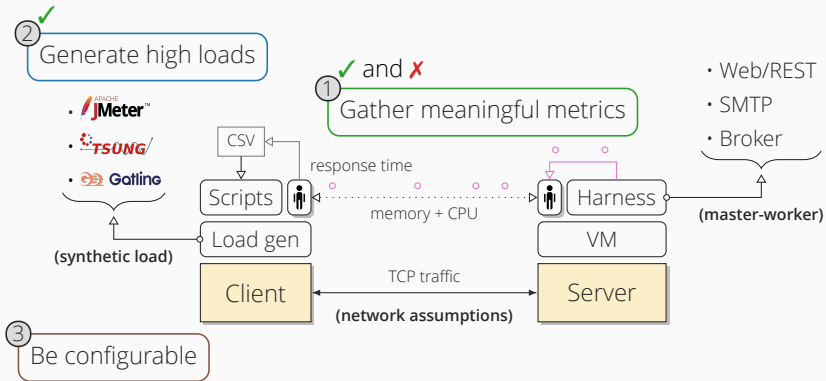 2 ✓
Generate high loads
✓ and ✗
1
Gather meaningful metrics
• Web/REST
• SMTP
• Broker
• APACHE JMeter™
• TSUNG
• Gatling
CSV
response time
Scripts
memory + CPU
Harness
(master-worker)
(synthetic load)
Load gen
VM
Client
TCP traffic
Server
(network assumptions)
3
Be configurable